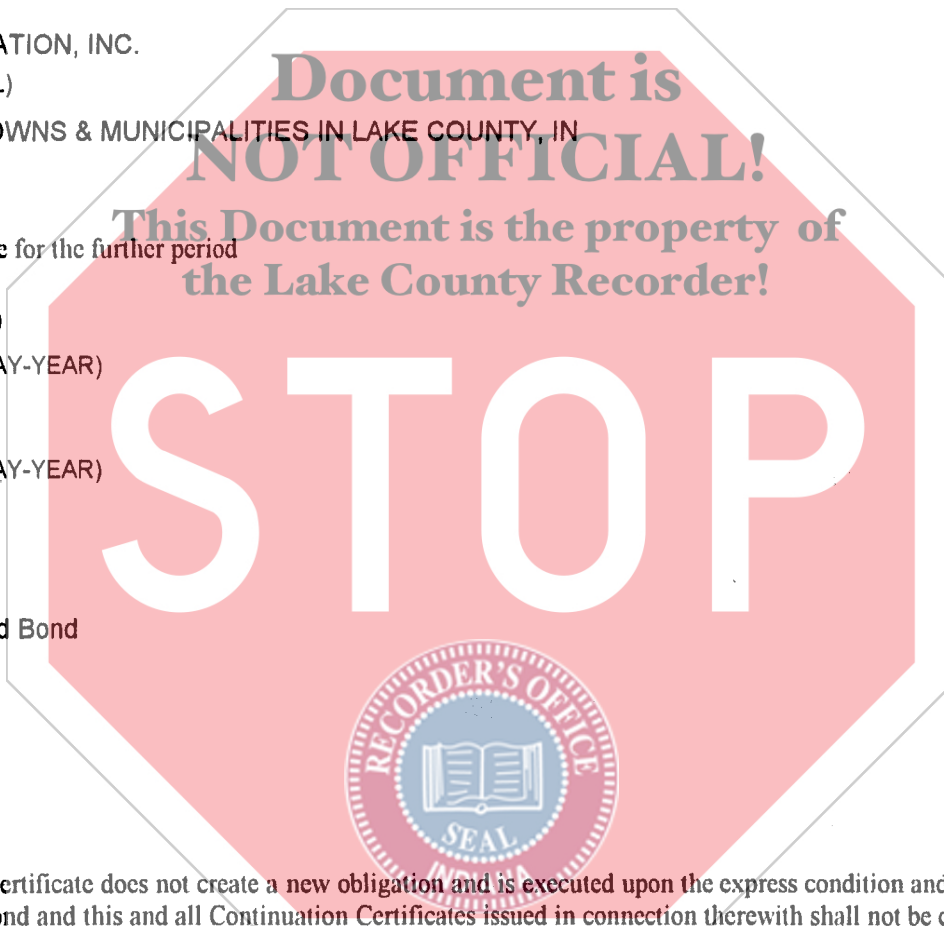 ATION, INC.
Document is
L)
OWNS & MUNICIPALITIES IN LAKE COUNTY, IN
NOT OFFICIAL!
This Document is the property of
e for the further period
the Lake County Recorder!
)
AY-YEAR)
STOP
AY-YEAR)
d Bond
RECORDER'S OFFICE
SEAL
INDIANA
ertificate does not create a new obligation and is executed upon the express condition and
ond and this and all Continuation Certificates issued in connection therewith shall not be c